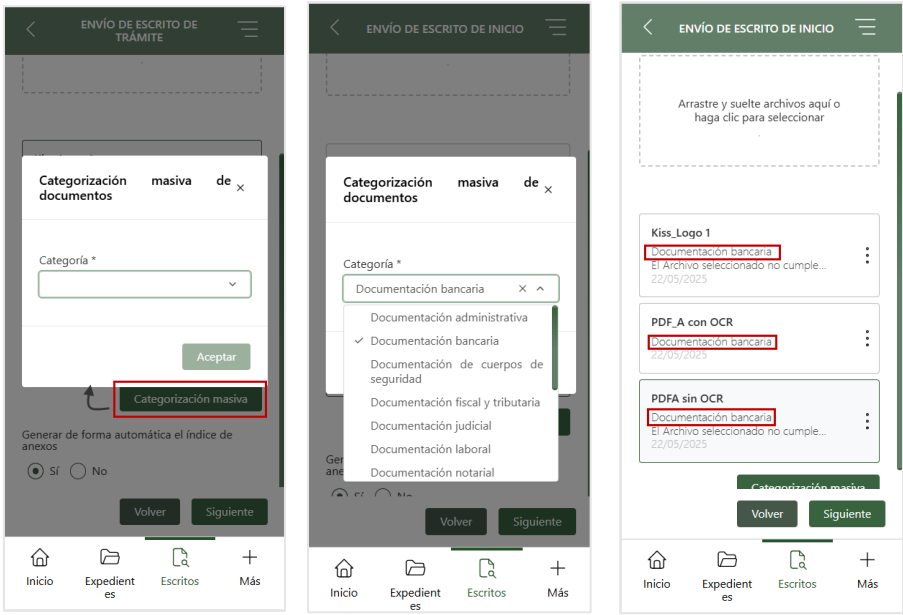 ENVÍO DE ESCRITO DE
TRÁMITE
Categorización masiva de
documentos
Categoría *
Aceptar
Categorización masiva
Generar de forma automática el índice de
anexos
Sí No
Volver Siguiente
Inicio
Expedient
es
Escritos
Más
ENVÍO DE ESCRITO DE INICIO
Categorización masiva de
documentos
Categoría *
Documentación bancaria
Documentación administrativa
Documentación bancaria
Documentación de cuerpos de
seguridad
Documentación fiscal y tributaria
Documentación judicial
Documentación laboral
Documentación notarial
Ger
ane
Sí No
Volver Siguiente
Inicio
Expedient
es
Escritos
Más
ENVÍO DE ESCRITO DE INICIO
Arrastre y suelte archivos aquí o
haga clic para seleccionar
Kiss_Logo 1
Documentación bancaria
El Archivo seleccionado no cumple...
22/05/2025
PDF_A con OCR
Documentación bancaria
22/05/2025
PDFA sin OCR
Documentación bancaria
El Archivo seleccionado no cumple...
22/05/2025
Categorización masiva
Volver Siguiente
Inicio
Expedient
es
Escritos
Más